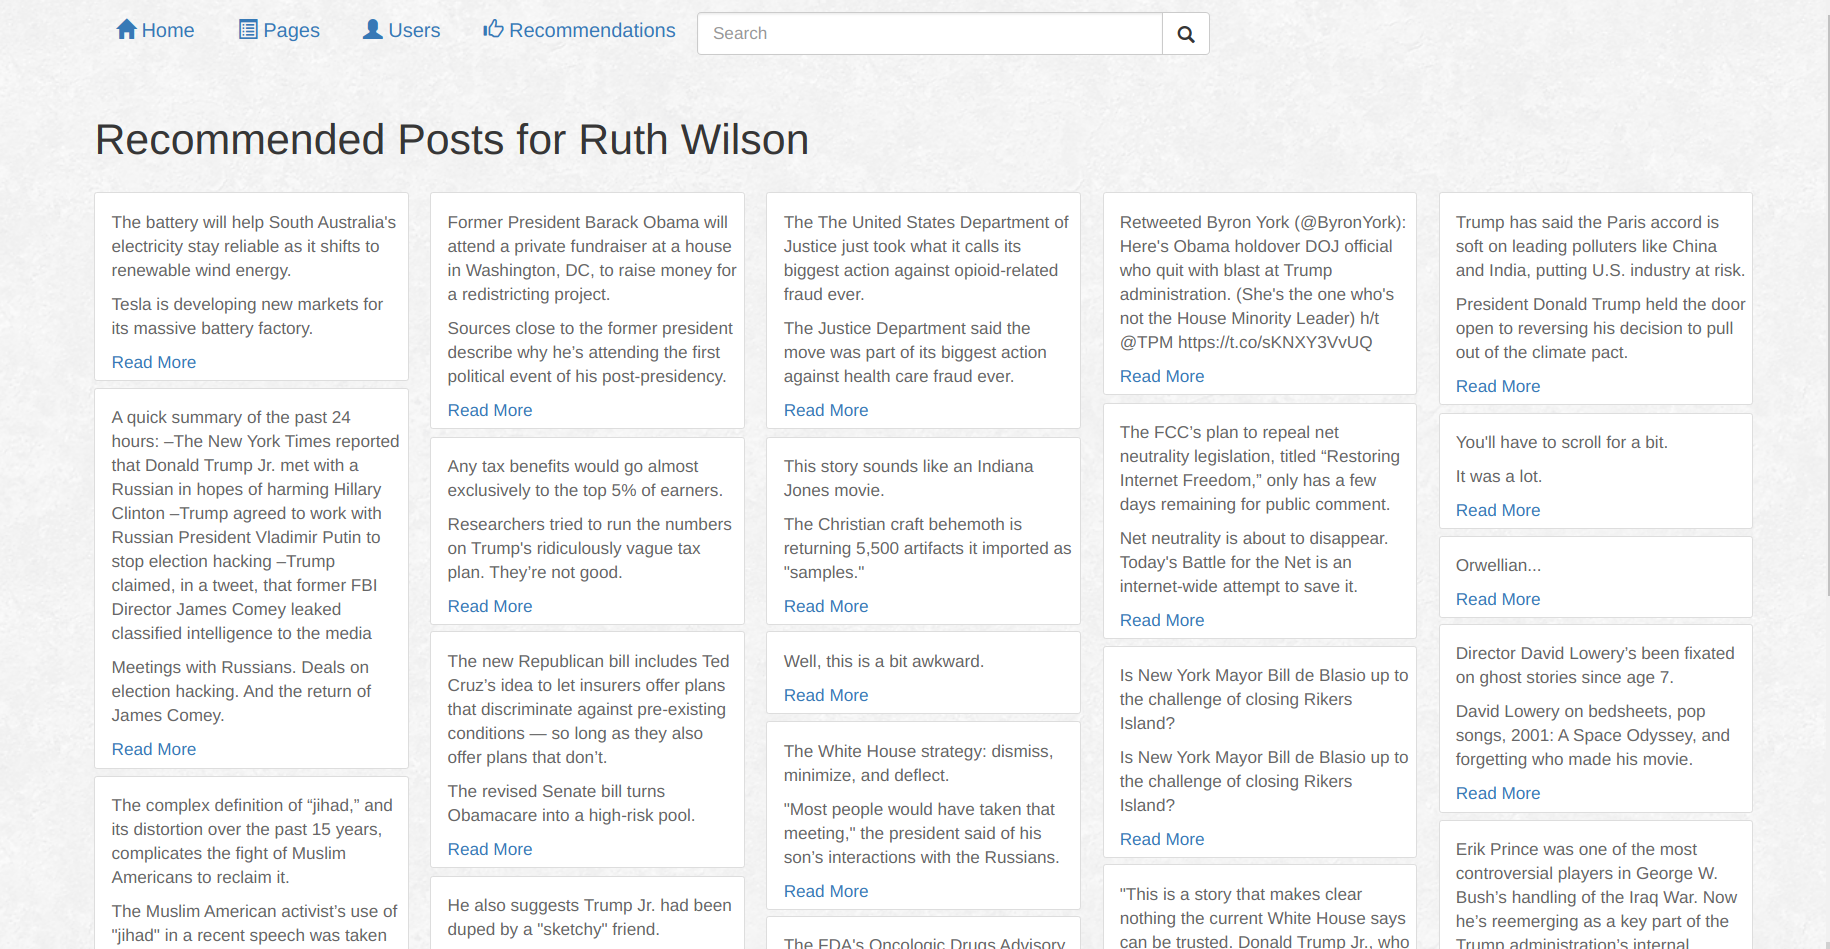 Home Pages Users Recommendations Search
Recommended Posts for Ruth Wilson
The battery will help South Australia's
electricity stay reliable as it shifts to
renewable wind energy.
Tesla is developing new markets for
its massive battery factory.
Read More
A quick summary of the past 24
hours: –The New York Times reported
that Donald Trump Jr. met with a
Russian in hopes of harming Hillary
Clinton –Trump agreed to work with
Russian President Vladimir Putin to
stop election hacking –Trump
claimed, in a tweet, that former FBI
Director James Comey leaked
classified intelligence to the media
Meetings with Russians. Deals on
election hacking. And the return of
James Comey.
Read More
The complex definition of “jihad,” and
its distortion over the past 15 years,
complicates the fight of Muslim
Americans to reclaim it.
The Muslim American activist’s use of
"jihad" in a recent speech was taken
Former President Barack Obama will
attend a private fundraiser at a house
in Washington, DC, to raise money for
a redistricting project.
Sources close to the former president
describe why he’s attending the first
political event of his post-presidency.
Read More
Any tax benefits would go almost
exclusively to the top 5% of earners.
Researchers tried to run the numbers
on Trump's ridiculously vague tax
plan. They’re not good.
Read More
The new Republican bill includes Ted
Cruz’s idea to let insurers offer plans
that discriminate against pre-existing
conditions — so long as they also
offer plans that don’t.
The revised Senate bill turns
Obamacare into a high-risk pool.
Read More
He also suggests Trump Jr. had been
duped by a "sketchy" friend.
The The United States Department of
Justice just took what it calls its
biggest action against opioid-related
fraud ever.
The Justice Department said the
move was part of its biggest action
against health care fraud ever.
Read More
This story sounds like an Indiana
Jones movie.
The Christian craft behemoth is
returning 5,500 artifacts it imported as
"samples."
Read More
Well, this is a bit awkward.
Read More
The White House strategy: dismiss,
minimize, and deflect.
"Most people would have taken that
meeting," the president said of his
son’s interactions with the Russians.
Read More
The FDA's Oncologic Drugs Advisory
Retweeted Byron York (@ByronYork):
Here's Obama holdover DOJ official
who quit with blast at Trump
administration. (She's the one who's
not the House Minority Leader) h/t
@TPM https://t.co/sKNXY3VvUQ
Read More
The FCC’s plan to repeal net
neutrality legislation, titled “Restoring
Internet Freedom,” only has a few
days remaining for public comment.
Net neutrality is about to disappear.
Today's Battle for the Net is an
internet-wide attempt to save it.
Read More
Is New York Mayor Bill de Blasio up to
the challenge of closing Rikers
Island?
Is New York Mayor Bill de Blasio up to
the challenge of closing Rikers
Island?
Read More
"This is a story that makes clear
nothing the current White House says
can be trusted. Donald Trump Jr., who
Trump has said the Paris accord is
soft on leading polluters like China
and India, putting U.S. industry at risk.
President Donald Trump held the door
open to reversing his decision to pull
out of the climate pact.
Read More
You'll have to scroll for a bit.
It was a lot.
Read More
Orwellian...
Read More
Director David Lowery’s been fixated
on ghost stories since age 7.
David Lowery on bedsheets, pop
songs, 2001: A Space Odyssey, and
forgetting who made his movie.
Read More
Erik Prince was one of the most
controversial players in George W.
Bush’s handling of the Iraq War. Now
he’s reemerging as a key part of the
Trump administration’s internal